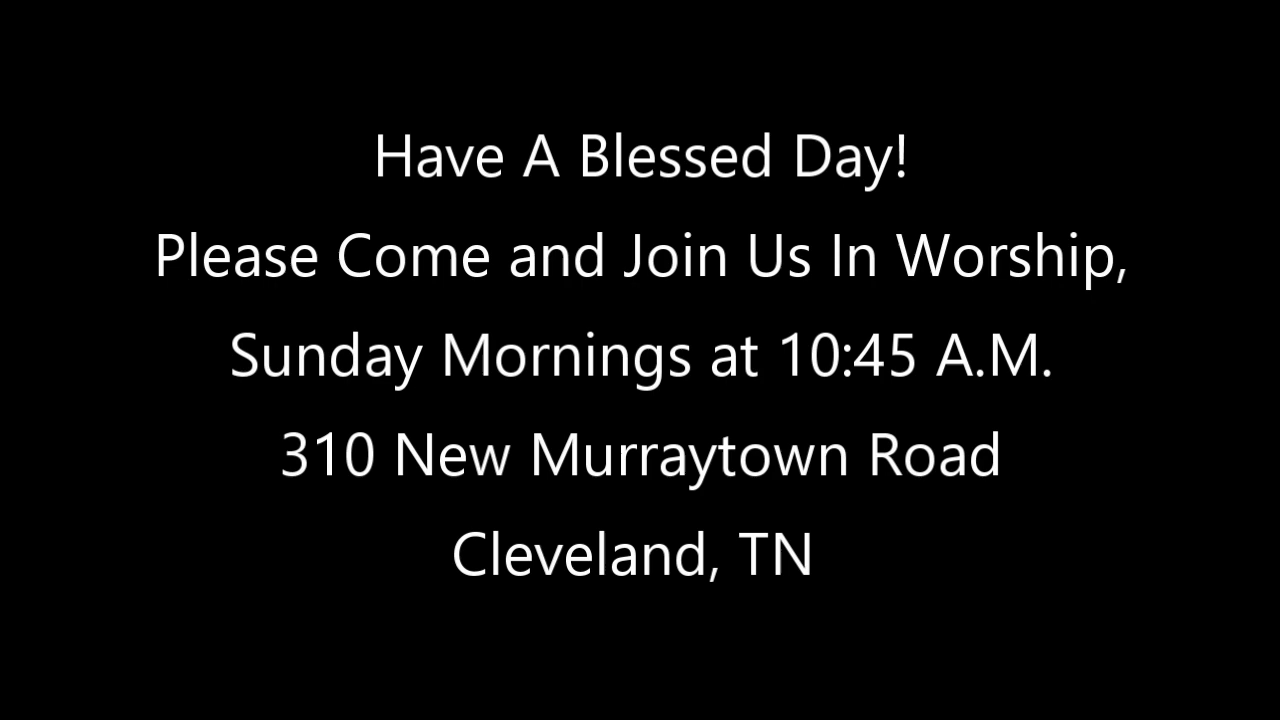 Have A Blessed Day!
Please Come and Join Us In Worship,
Sunday Mornings at 10:45 A.M.
310 New Murraytown Road
Cleveland, TN